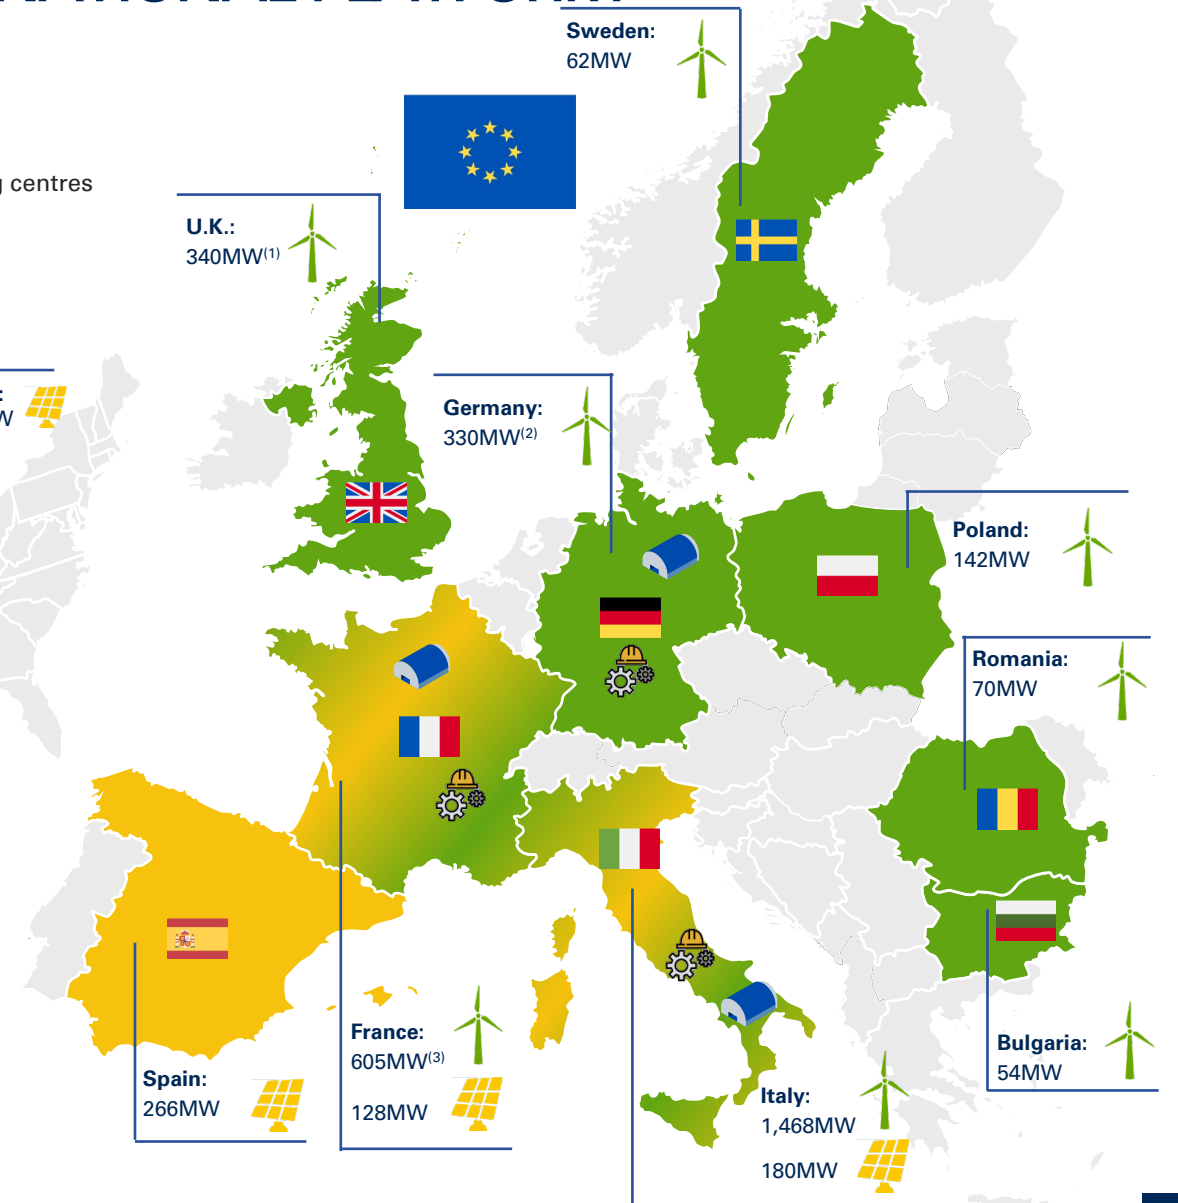 Sweden:
62MW
centres
U.K.:
340MW(1)
Germany:
330MW(2)
Poland:
142MW
Romania:
70MW
France:
605MW(3)
128MW
Spain:
266MW
Bulgaria:
54MW
Italy:
1,468MW
180MW